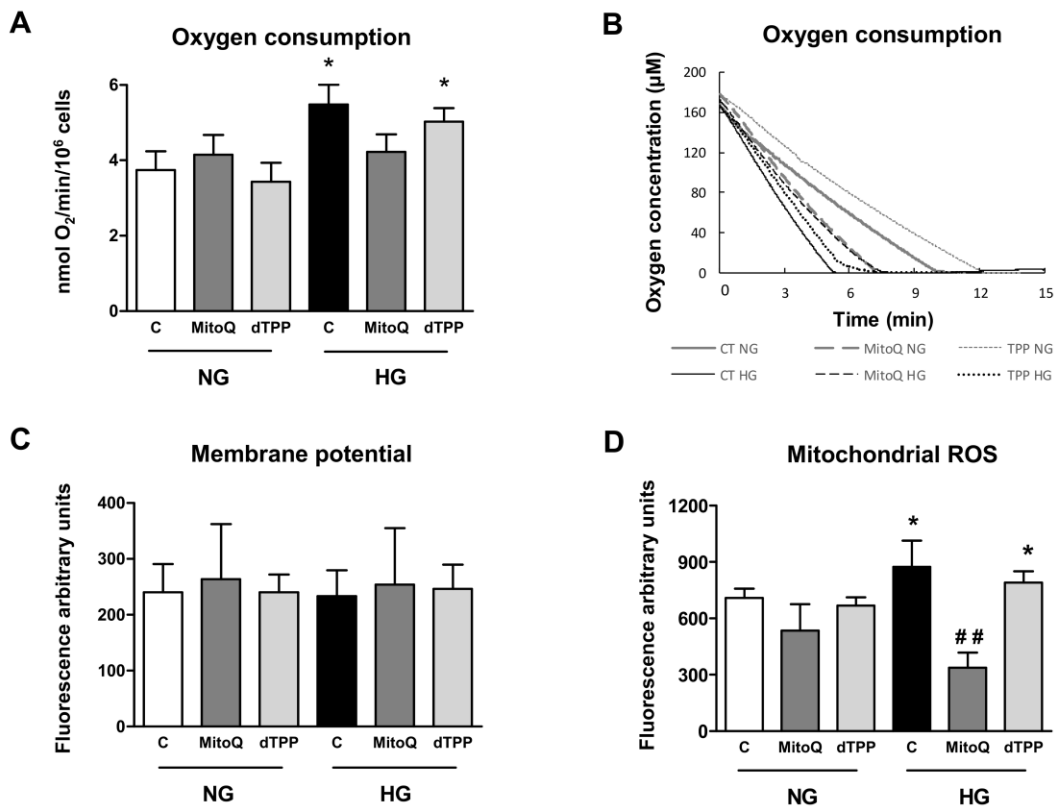 A
Oxygen consumption
nmol O₂/min/10⁶ cells
6
4
2
0
* *
C MitoQ dTPP C MitoQ dTPP
NG HG
B
Oxygen consumption
Oxygen concentration (µM)
200
160
120
80
40
0
0 3 6 9 12 15
Time (min)
CT NG MitoQ NG TPP NG
CT HG MitoQ HG TPP HG
C
Membrane potential
Fluorescence arbitrary units
400
300
200
100
0
C MitoQ dTPP C MitoQ dTPP
NG HG
D
Mitochondrial ROS
Fluorescence arbitrary units
1200
900
600
300
0
* ## *
C MitoQ dTPP C MitoQ dTPP
NG HG